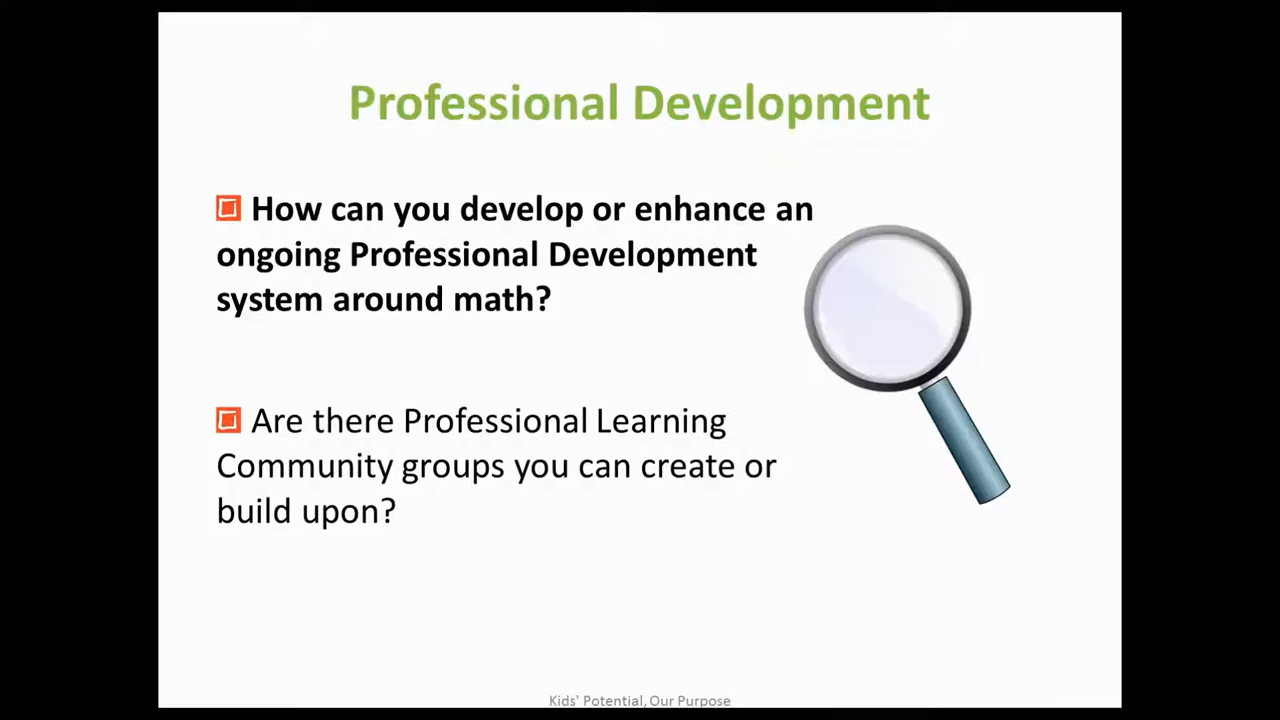 Professional Development
How can you develop or enhance an
ongoing Professional Development
system around math?
Are there Professional Learning
Community groups you can create or
build upon?
Kids' Potential, Our Purpose